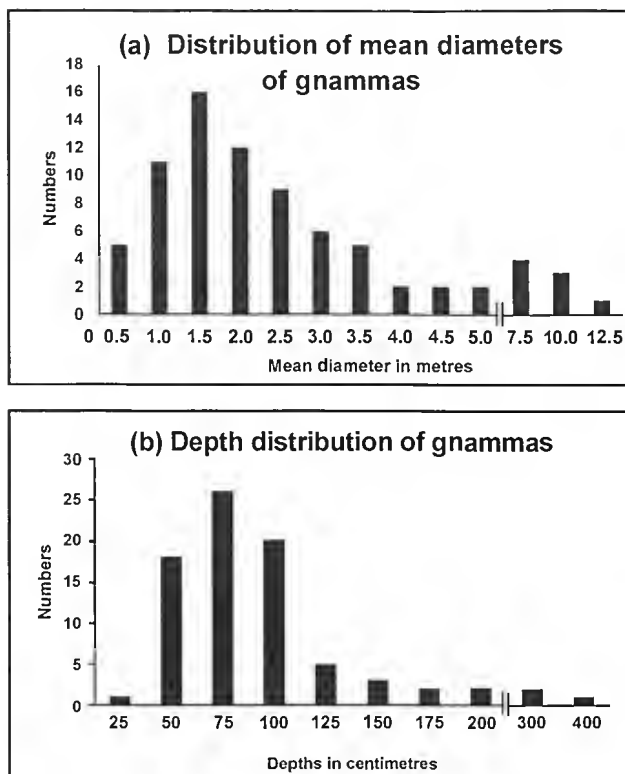 (a) Distribution of mean diameters
of gnammas
18
16
14
12
10
8
6
4
2
0
Numbers
0 0.5 1.0 1.5 2.0 2.5 3.0 3.5 4.0 4.5 5.0 7.5 10.0 12.5
Mean diameter in metres
(b) Depth distribution of gnammas
30
25
20
15
10
5
0
Numbers
25 50 75 100 125 150 175 200 300 400
Depths in centimetres